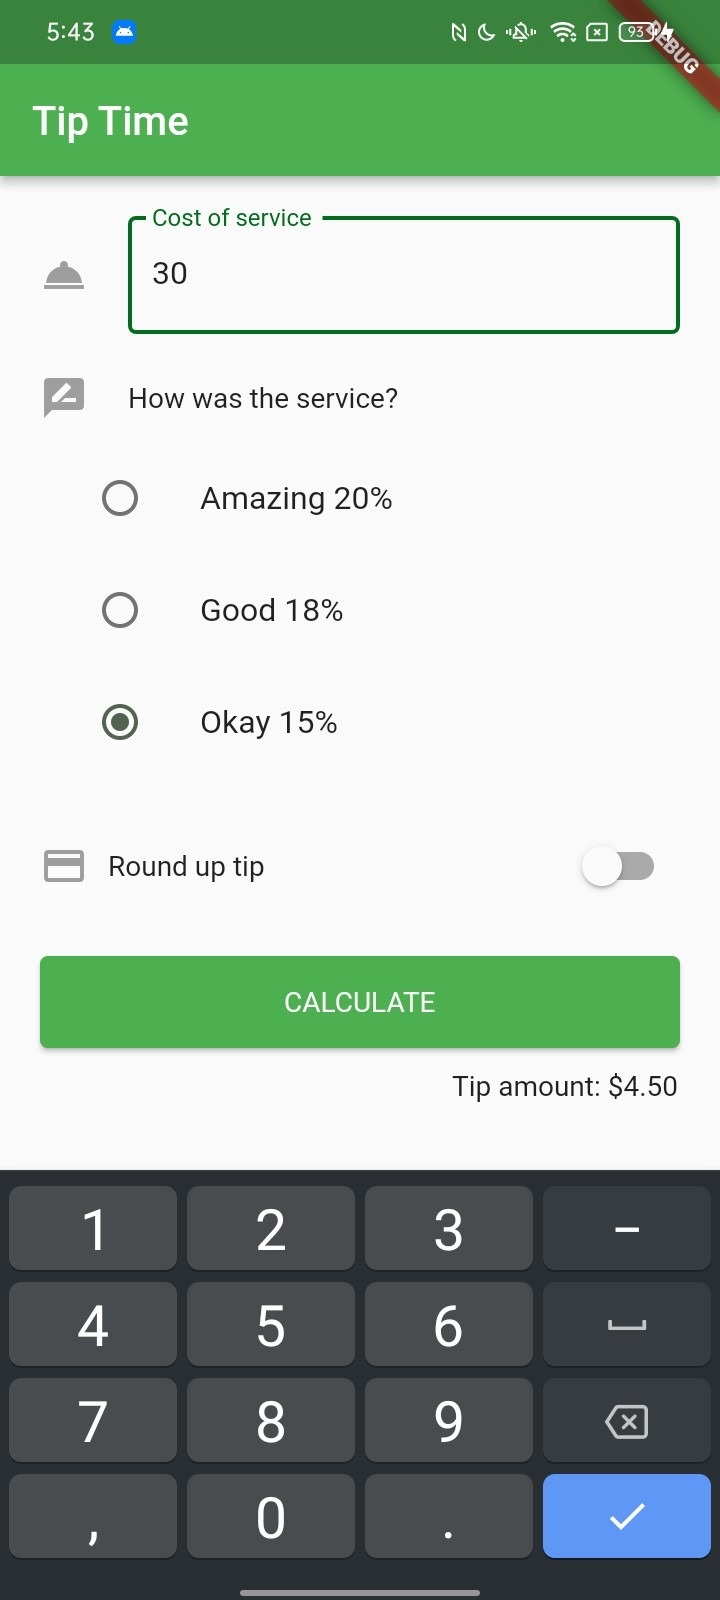 5:43
93
DEBUG
Tip Time
Cost of service
30
How was the service?
Amazing 20%
Good 18%
Okay 15%
Round up tip
CALCULATE
Tip amount: $4.50
1 2 3 –
4 5 6
7 8 9
, 0 .